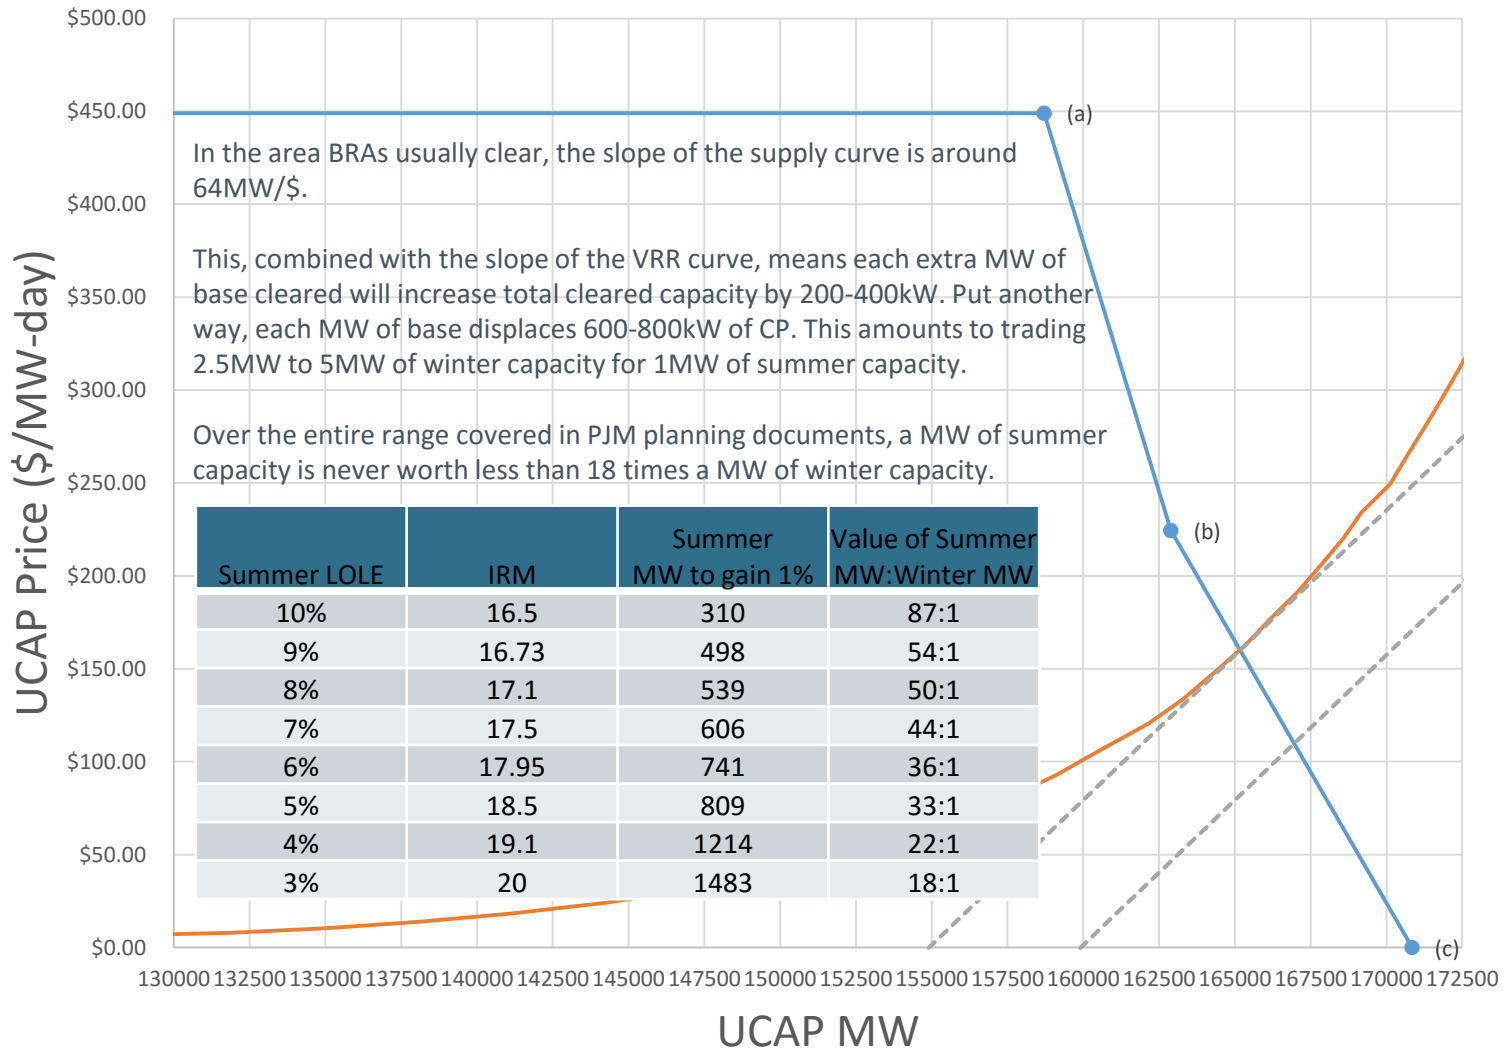 $500.00
$450.00
$400.00
$350.00
$300.00
$250.00
$200.00
$150.00
$100.00
$50.00
$0.00
UCAP Price ($/MW-day)
(a)
(b)
(c)
In the area BRAs usually clear, the slope of the supply curve is around
64MW/$.
This, combined with the slope of the VRR curve, means each extra MW of
base cleared will increase total cleared capacity by 200-400kW. Put another
way, each MW of base displaces 600-800kW of CP. This amounts to trading
2.5MW to 5MW of winter capacity for 1MW of summer capacity.
Over the entire range covered in PJM planning documents, a MW of summer
capacity is never worth less than 18 times a MW of winter capacity.
Summer LOLE IRM Summer MW to gain 1% Value of Summer MW:Winter MW
10% 16.5 310 87:1
9% 16.73 498 54:1
8% 17.1 539 50:1
7% 17.5 606 44:1
6% 17.95 741 36:1
5% 18.5 809 33:1
4% 19.1 1214 22:1
3% 20 1483 18:1
130000 132500 135000 137500 140000 142500 145000 147500 150000 152500 155000 157500 160000 162500 165000 167500 170000 172500
UCAP MW